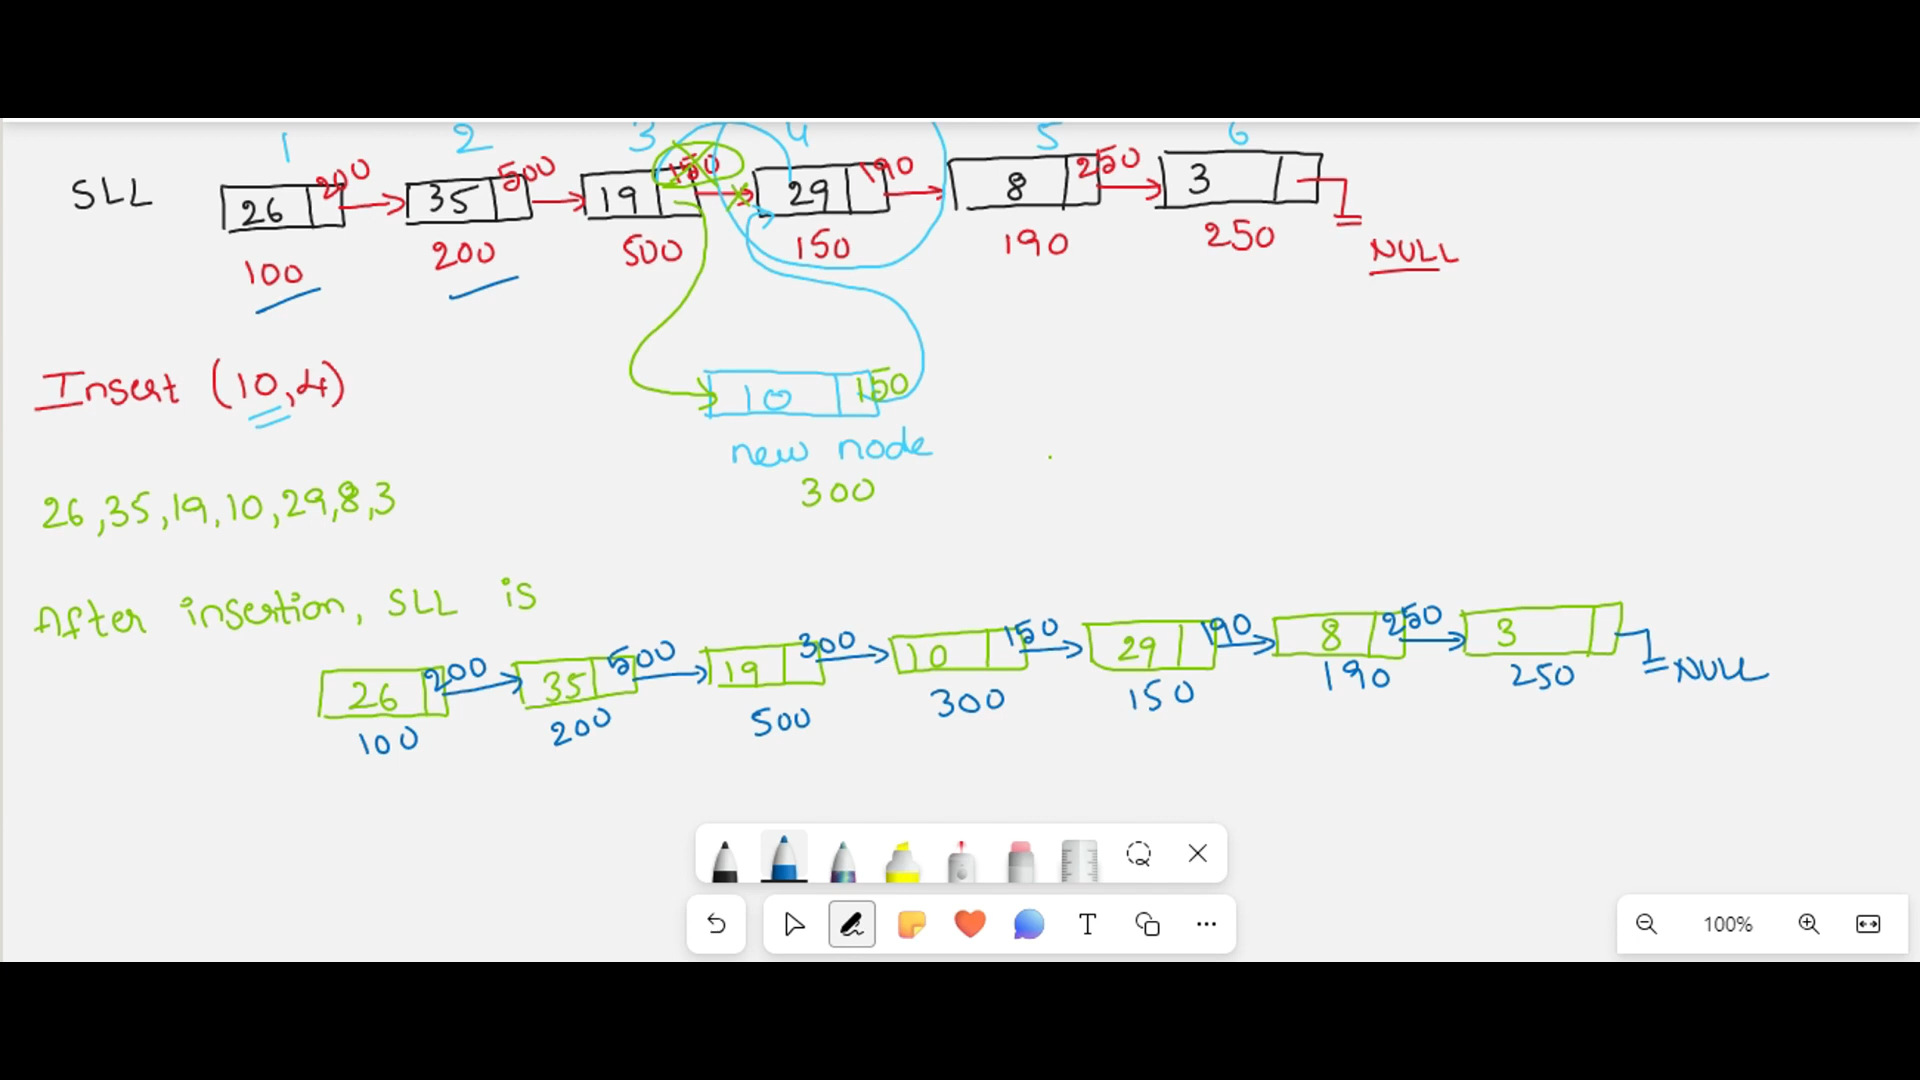 1 2 3 4 5 6
SLL 26 200 35 500 19 150 29 190 8 250 3
100 200 500 150 190 250 NULL
Insert (10,4)
10 150
new node
300
26,35,19,10,29,8,3
After insertion, SLL is
26 200 35 500 19 300 10 150 29 190 8 250 3
100 200 500 300 150 190 250 NULL
T
100%